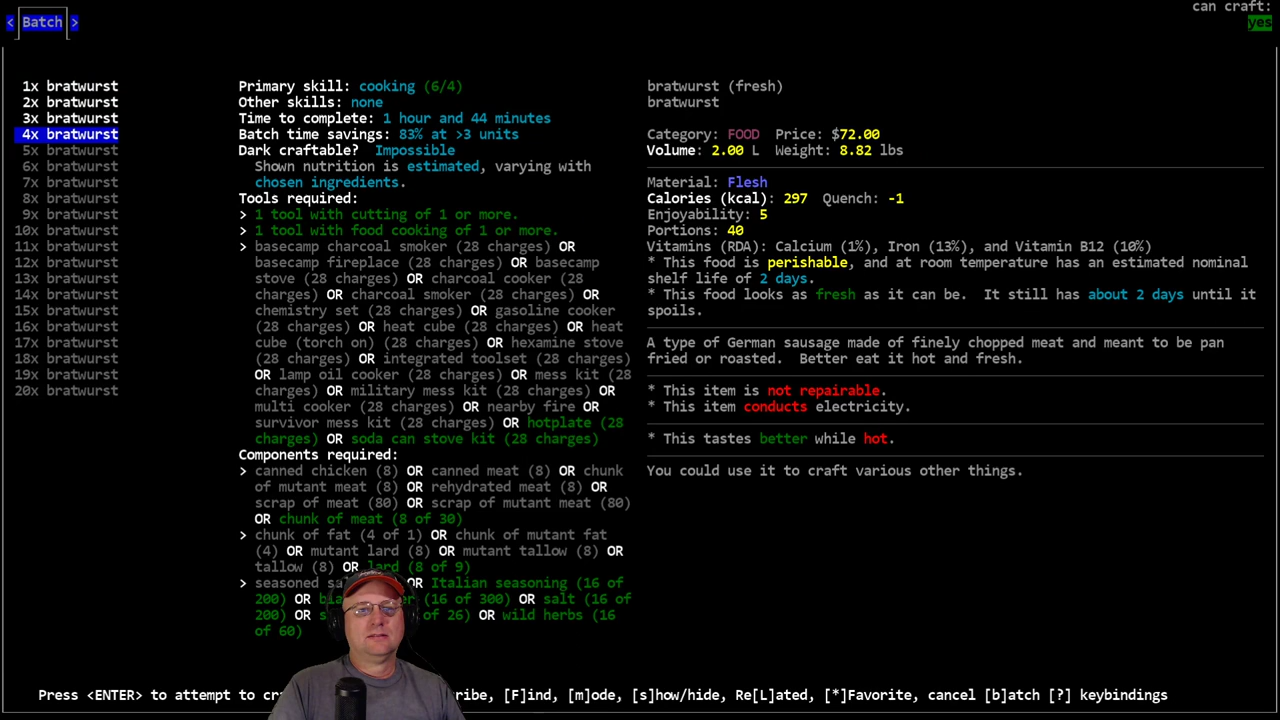 < Batch >
can craft:
yes
1x bratwurst
2x bratwurst
3x bratwurst
4x bratwurst
5x bratwurst
6x bratwurst
7x bratwurst
8x bratwurst
9x bratwurst
10x bratwurst
11x bratwurst
12x bratwurst
13x bratwurst
14x bratwurst
15x bratwurst
16x bratwurst
17x bratwurst
18x bratwurst
19x bratwurst
20x bratwurst
Primary skill: cooking (6/4)
Other skills: none
Time to complete: 1 hour and 44 minutes
Batch time savings: 83% at >3 units
Dark craftable? Impossible
Shown nutrition is estimated, varying with
chosen ingredients.
Tools required:
> 1 tool with cutting of 1 or more.
> 1 tool with food cooking of 1 or more.
> basecamp charcoal smoker (28 charges) OR
basecamp fireplace (28 charges) OR basecamp
stove (28 charges) OR charcoal cooker (28
charges) OR charcoal smoker (28 charges) OR
chemistry set (28 charges) OR gasoline cooker
(28 charges) OR heat cube (28 charges) OR heat
cube (torch on) (28 charges) OR hexamine stove
(28 charges) OR integrated toolset (28 charges)
OR lamp oil cooker (28 charges) OR mess kit (28
charges) OR military mess kit (28 charges) OR
multi cooker (28 charges) OR nearby fire OR
survivor mess kit (28 charges) OR hotplate (28
charges) OR soda can stove kit (28 charges)
Components required:
> canned chicken (8) OR canned meat (8) OR chunk
of mutant meat (8) OR rehydrated meat (8) OR
scrap of meat (80) OR scrap of mutant meat (80)
OR chunk of meat (8 of 30)
> chunk of fat (4 of 1) OR chunk of mutant fat
(4) OR mutant lard (8) OR mutant tallow (8) OR
tallow (8) OR lard (8 of 9)
> seasoned OR Italian seasoning (16 of
200) OR (16 of 300) OR salt (16 of
200) OR of 26) OR wild herbs (16
of 60)
bratwurst (fresh)
bratwurst
Category: FOOD Price: $72.00
Volume: 2.00 L Weight: 8.82 lbs
Material: Flesh
Calories (kcal): 297 Quench: -1
Enjoyability: 5
Portions: 40
Vitamins (RDA): Calcium (1%), Iron (13%), and Vitamin B12 (10%)
* This food is perishable, and at room temperature has an estimated nominal
shelf life of 2 days.
* This food looks as fresh as it can be. It still has about 2 days until it
spoils.
A type of German sausage made of finely chopped meat and meant to be pan
fried or roasted. Better eat it hot and fresh.
* This item is not repairable.
* This item conducts electricity.
* This tastes better while hot.
You could use it to craft various other things.
Press <ENTER> to attempt to [F]ind, [m]ode, [s]how/hide, Re[L]ated, [*]Favorite, cancel [b]atch [?] keybindings